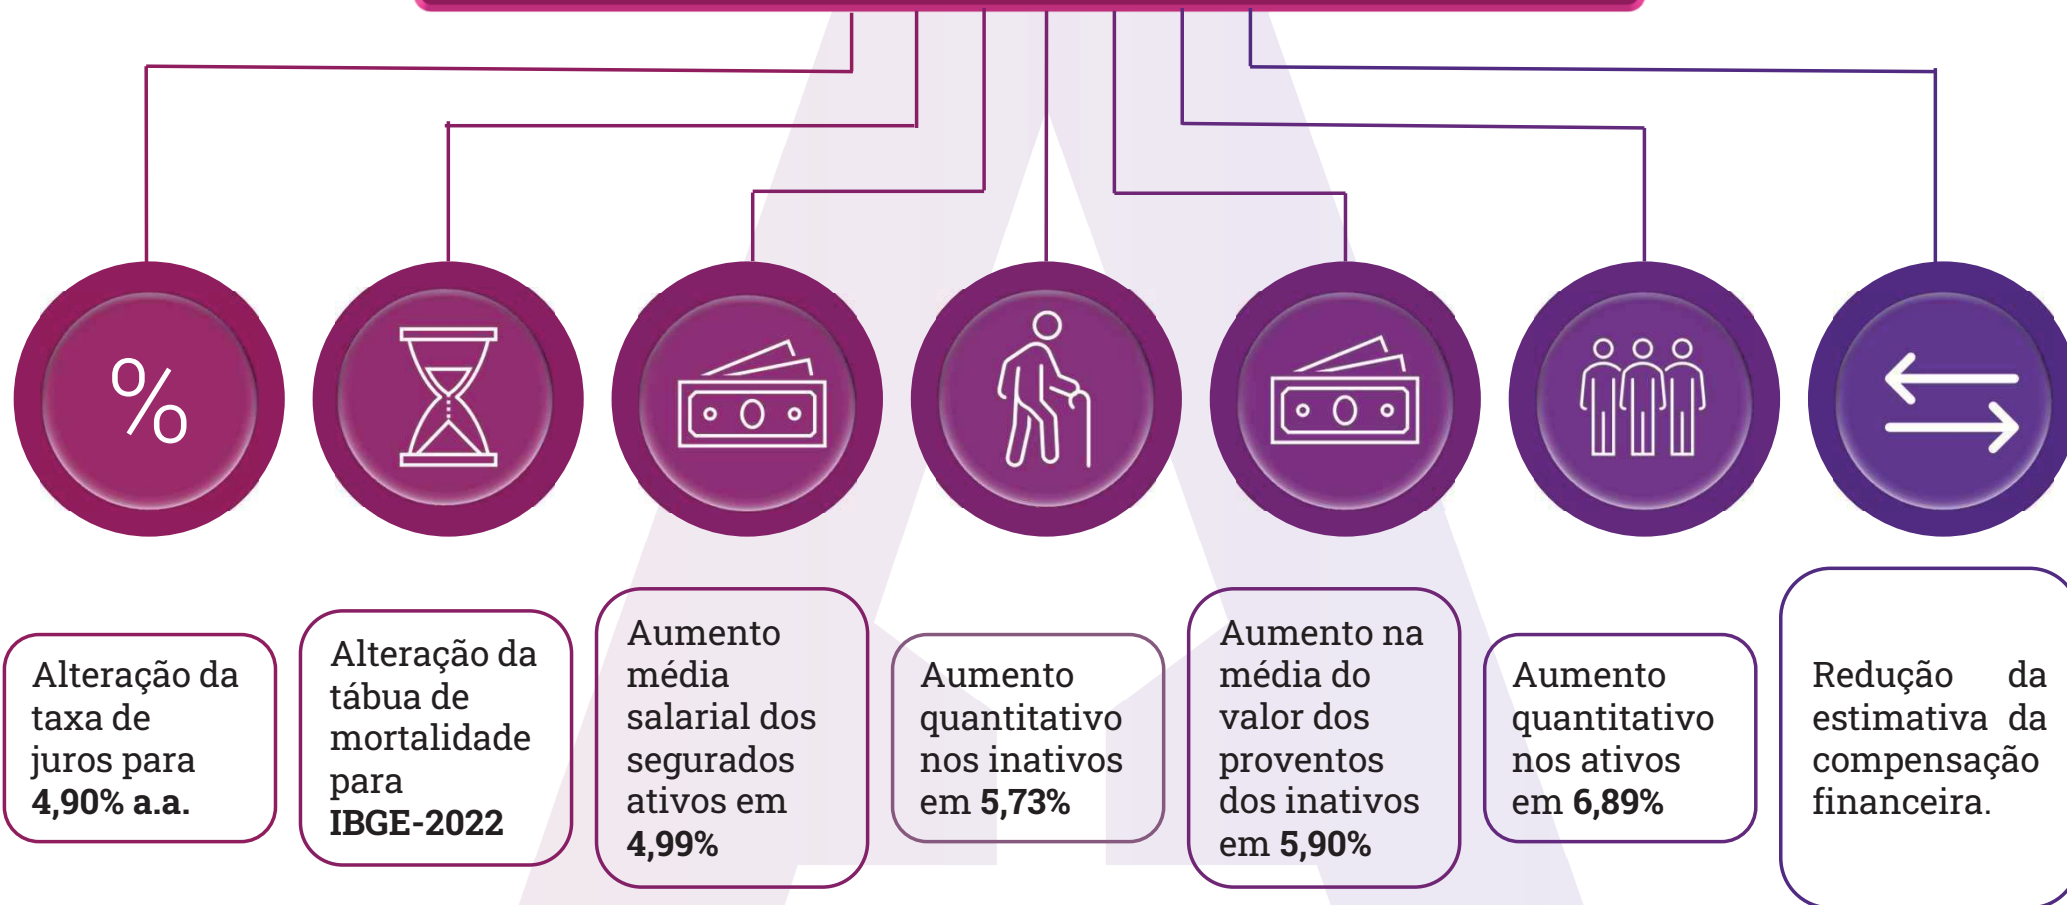 %
Alteração da
taxa de
juros para
4,90% a.a.
Alteração da
tábua de
mortalidade
para
IBGE-2022
Aumento
média
salarial dos
segurados
ativos em
4,99%
Aumento
quantitativo
nos inativos
em 5,73%
Aumento na
média do
valor dos
proventos
dos inativos
em 5,90%
Aumento
quantitativo
nos ativos
em 6,89%
Redução da
estimativa da
compensação
financeira.